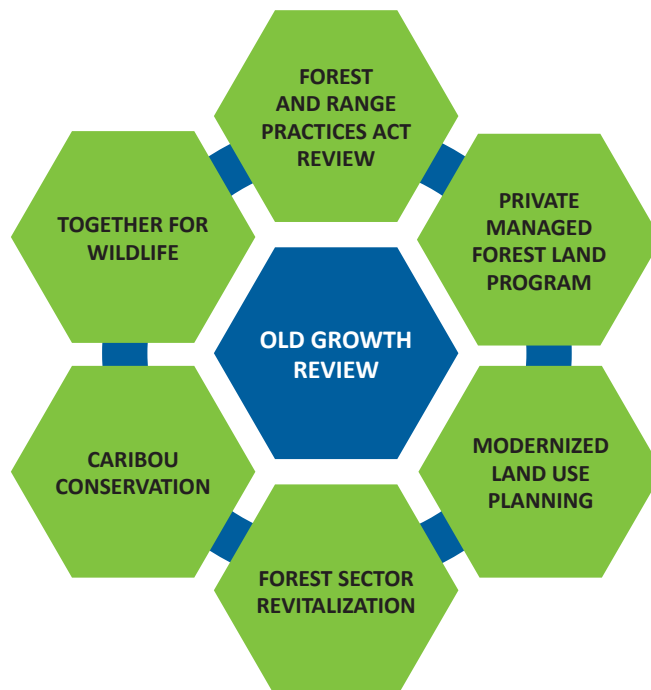 FOREST
AND RANGE
PRACTICES ACT
REVIEW
TOGETHER FOR
WILDLIFE
PRIVATE
MANAGED
FOREST LAND
PROGRAM
OLD GROWTH
REVIEW
CARIBOU
CONSERVATION
MODERNIZED
LAND USE
PLANNING
FOREST SECTOR
REVITALIZATION